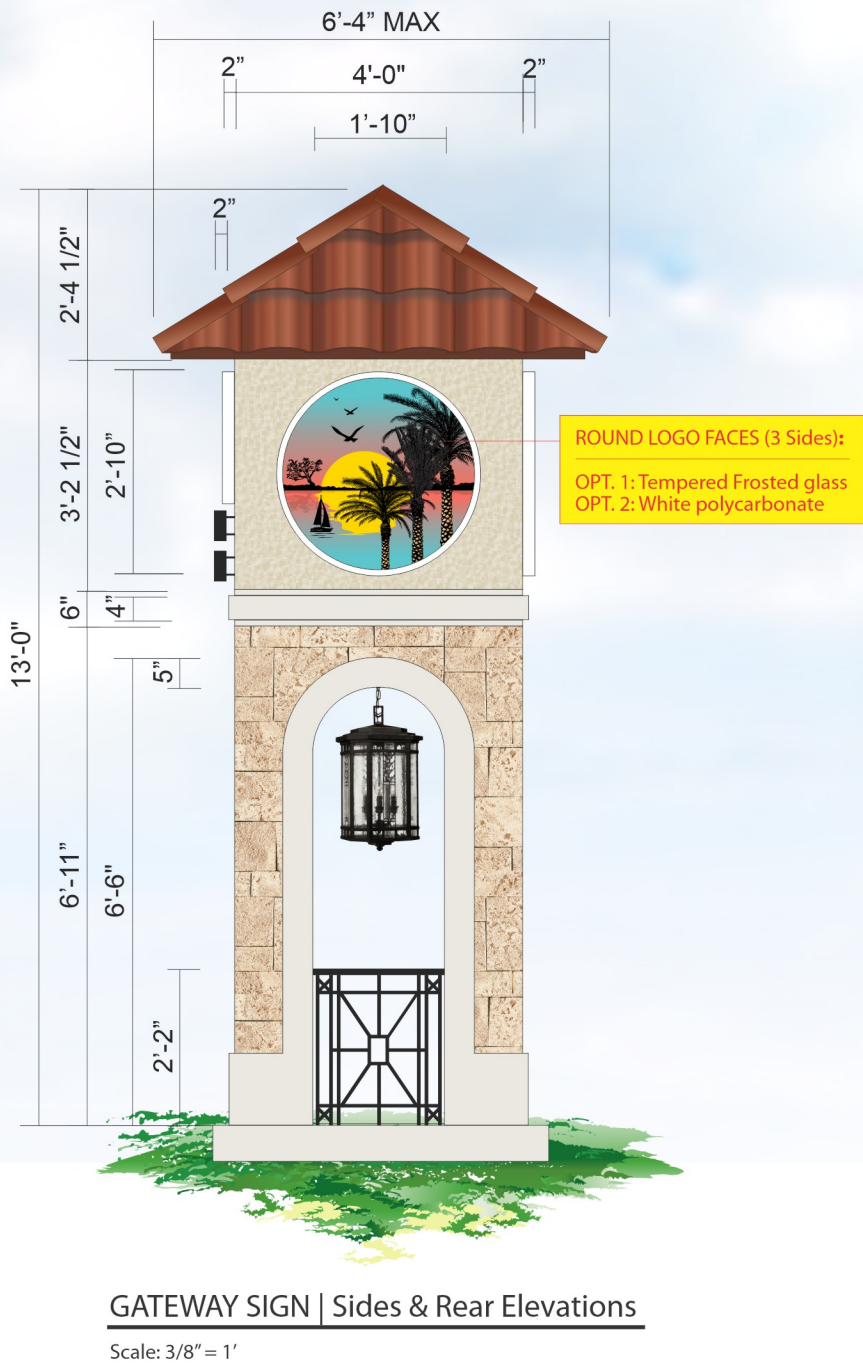 6’-4” MAX
2”
4'-0"
2”
1’-10”
2”
2'-4 1/2"
3'-2 1/2"
2’-10”
ROUND LOGO FACES (3 Sides):
OPT. 1: Tempered Frosted glass
OPT. 2: White polycarbonate
6"
4”
13'-0"
5”
6’-11”
6'-6"
2’-2”
GATEWAY SIGN | Sides & Rear Elevations
Scale: 3/8” = 1’